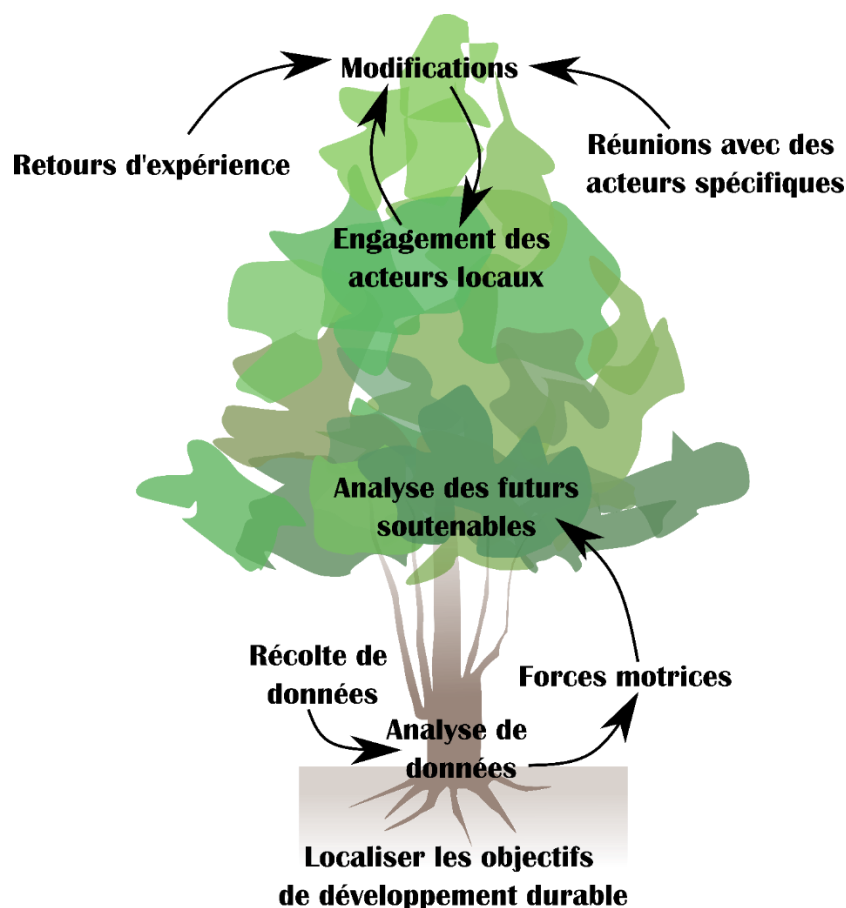 Modifications
Retours d'expérience
Réunions avec des
acteurs spécifiques
Engagement des
acteurs locaux
Analyse des futurs
soutenables
Récolte de
données
Forces motrices
Analyse de
données
Localiser les objectifs
de développement durable